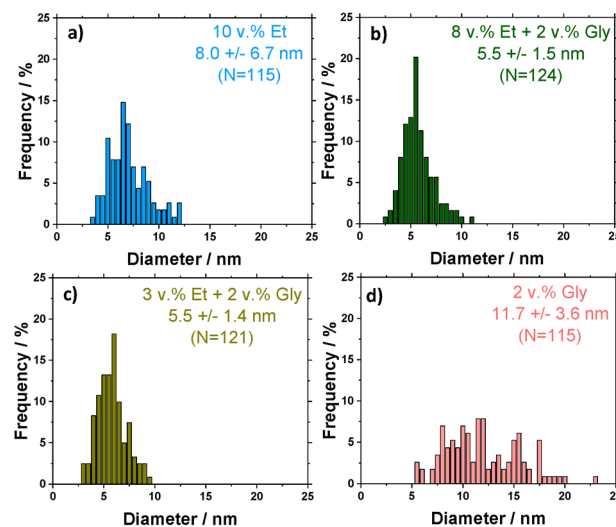 a)
10 v.% Et
8.0 +/- 6.7 nm
(N=115)
Frequency / %
25
20
15
10
5
0
0 5 10 15 20 25
Diameter / nm
b)
8 v.% Et + 2 v.% Gly
5.5 +/- 1.5 nm
(N=124)
Frequency / %
25
20
15
10
5
0
0 5 10 15 20 25
Diameter / nm
c)
3 v.% Et + 2 v.% Gly
5.5 +/- 1.4 nm
(N=121)
Frequency / %
25
20
15
10
5
0
0 5 10 15 20 25
Diameter / nm
d)
2 v.% Gly
11.7 +/- 3.6 nm
(N=115)
Frequency / %
25
20
15
10
5
0
0 5 10 15 20 25
Diameter / nm